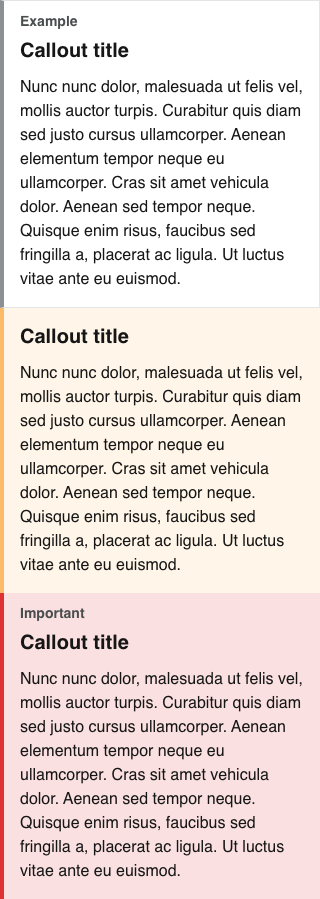 Example
Callout title
Nunc nunc dolor, malesuada ut felis vel,
mollis auctor turpis. Curabitur quis diam
sed justo cursus ullamcorper. Aenean
elementum tempor neque eu
ullamcorper. Cras sit amet vehicula
dolor. Aenean sed tempor neque.
Quisque enim risus, faucibus sed
fringilla a, placerat ac ligula. Ut luctus
vitae ante eu euismod.
Callout title
Nunc nunc dolor, malesuada ut felis vel,
mollis auctor turpis. Curabitur quis diam
sed justo cursus ullamcorper. Aenean
elementum tempor neque eu
ullamcorper. Cras sit amet vehicula
dolor. Aenean sed tempor neque.
Quisque enim risus, faucibus sed
fringilla a, placerat ac ligula. Ut luctus
vitae ante eu euismod.
Important
Callout title
Nunc nunc dolor, malesuada ut felis vel,
mollis auctor turpis. Curabitur quis diam
sed justo cursus ullamcorper. Aenean
elementum tempor neque eu
ullamcorper. Cras sit amet vehicula
dolor. Aenean sed tempor neque.
Quisque enim risus, faucibus sed
fringilla a, placerat ac ligula. Ut luctus
vitae ante eu euismod.